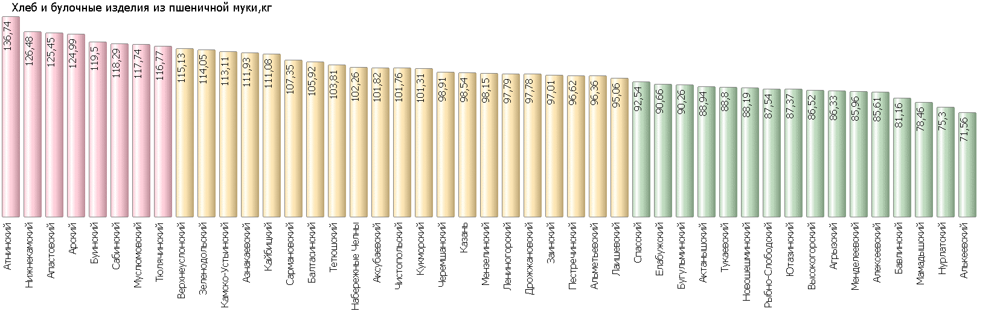 Хлеб и булочные изделия из пшеничной муки,кг
136,74
126,48
125,45
124,99
119,5
118,29
117,74
116,77
115,13
114,05
113,11
111,93
111,08
107,35
105,92
103,81
102,26
101,82
101,76
101,31
98,91
98,54
98,15
97,79
97,78
97,01
96,62
96,36
95,06
92,54
90,66
90,26
88,94
88,8
88,19
87,54
87,37
86,52
86,33
85,96
85,61
81,16
78,46
75,3
71,56
Атнинский
Нижнекамский
Апастовский
Арский
Буинский
Сабинский
Муслюмовский
Тюлячинский
Верхнеуслонский
Зеленодольский
Камско-Устьинский
Азнакаевский
Кайбицкий
Сармановский
Балтасинский
Тетюшский
Набережные Челны
Аксубаевский
Чистопольский
Кукморский
Черемшанский
Казань
Мензелинский
Лениногорский
Дрожжановский
Заинский
Пестречинский
Альметьевский
Лаишевский
Спасский
Елабужский
Бугульминский
Актанышский
Тукаевский
Новошешминский
Рыбно-Слободский
Ютазинский
Высокогорский
Агрызский
Менделеевский
Алексеевский
Бавлинский
Мамадышский
Нурлатский
Алькеевский